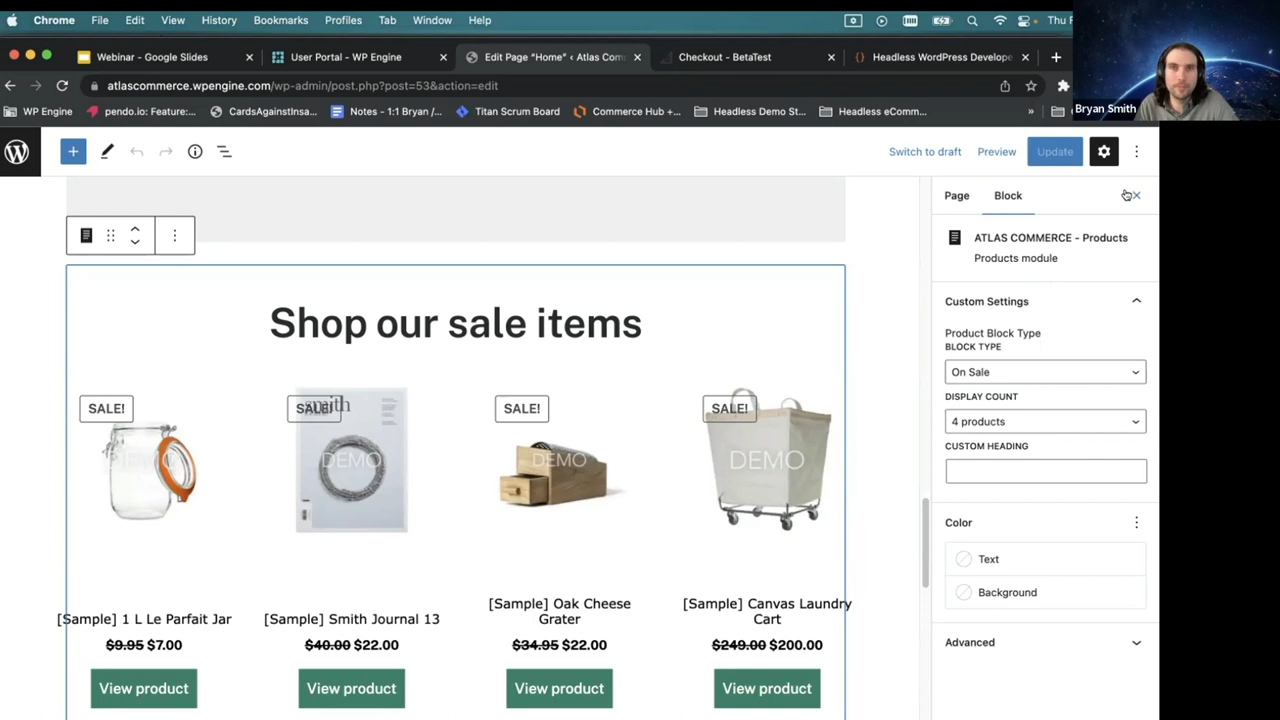 Chrome File Edit View History Bookmarks Profiles Tab Window Help Thu
Webinar - Google Slides User Portal - WP Engine Edit Page “Home” ‹ Atlas Com Checkout - BetaTest Headless WordPress Develope
atlascommerce.wpengine.com/wp-admin/post.php?post=53&action=edit
WP Engine pendo.io: Feature:... CardsAgainstInsa... Notes - 1:1 Bryan /... Titan Scrum Board Commerce Hub +... Headless Demo St... Headless eComm... »
Bryan Smith
Switch to draft Preview Update
Page Block
ATLAS COMMERCE - Products
Products module
Custom Settings
Product Block Type
BLOCK TYPE
On Sale
DISPLAY COUNT
4 products
CUSTOM HEADING
Color
Text
Background
Advanced
Shop our sale items
SALE! SALE! SALE! SALE!
smith
DEMO DEMO DEMO DEMO
[Sample] 1 L Le Parfait Jar
$9.95 $7.00
View product
[Sample] Smith Journal 13
$40.00 $22.00
View product
[Sample] Oak Cheese
Grater
$34.95 $22.00
View product
[Sample] Canvas Laundry
Cart
$249.00 $200.00
View product